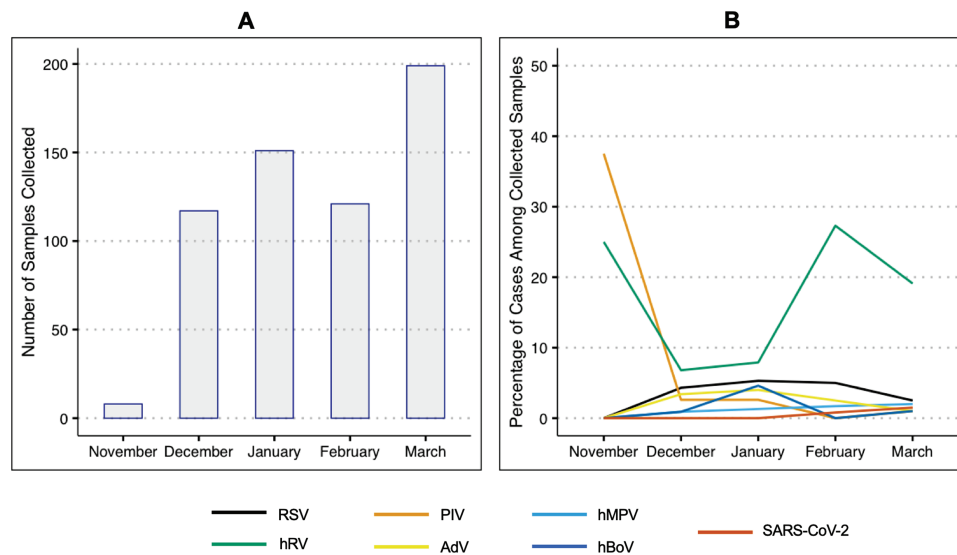 A
B
Number of Samples Collected
200
150
100
50
0
November December January February March
Percentage of Cases Among Collected Samples
50
40
30
20
10
0
November December January February March
RSV PIV hMPV SARS-CoV-2
hRV AdV hBoV